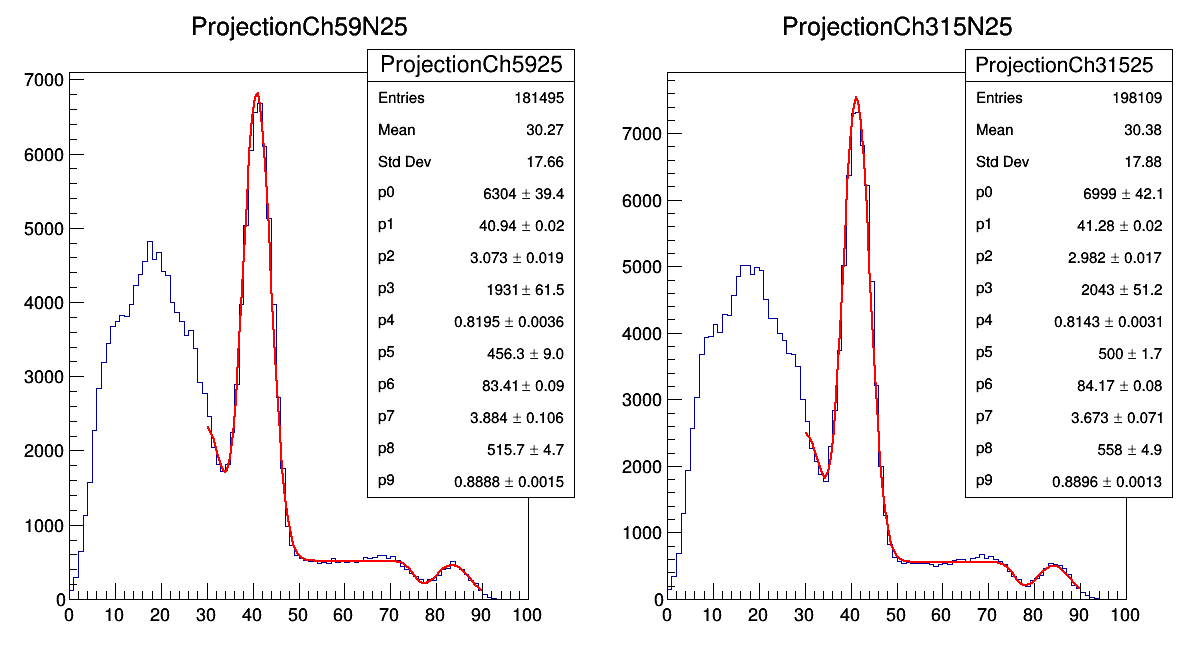 ProjectionCh59N25
ProjectionCh5925
Entries 181495
Mean 30.27
Std Dev 17.66
p0 6304 ± 39.4
p1 40.94 ± 0.02
p2 3.073 ± 0.019
p3 1931 ± 61.5
p4 0.8195 ± 0.0036
p5 456.3 ± 9.0
p6 83.41 ± 0.09
p7 3.884 ± 0.106
p8 515.7 ± 4.7
p9 0.8888 ± 0.0015
7000
6000
5000
4000
3000
2000
1000
0
0 10 20 30 40 50 60 70 80 90 100
ProjectionCh315N25
ProjectionCh31525
Entries 198109
Mean 30.38
Std Dev 17.88
p0 6999 ± 42.1
p1 41.28 ± 0.02
p2 2.982 ± 0.017
p3 2043 ± 51.2
p4 0.8143 ± 0.0031
p5 500 ± 1.7
p6 84.17 ± 0.08
p7 3.673 ± 0.071
p8 558 ± 4.9
p9 0.8896 ± 0.0013
7000
6000
5000
4000
3000
2000
1000
0
0 10 20 30 40 50 60 70 80 90 100